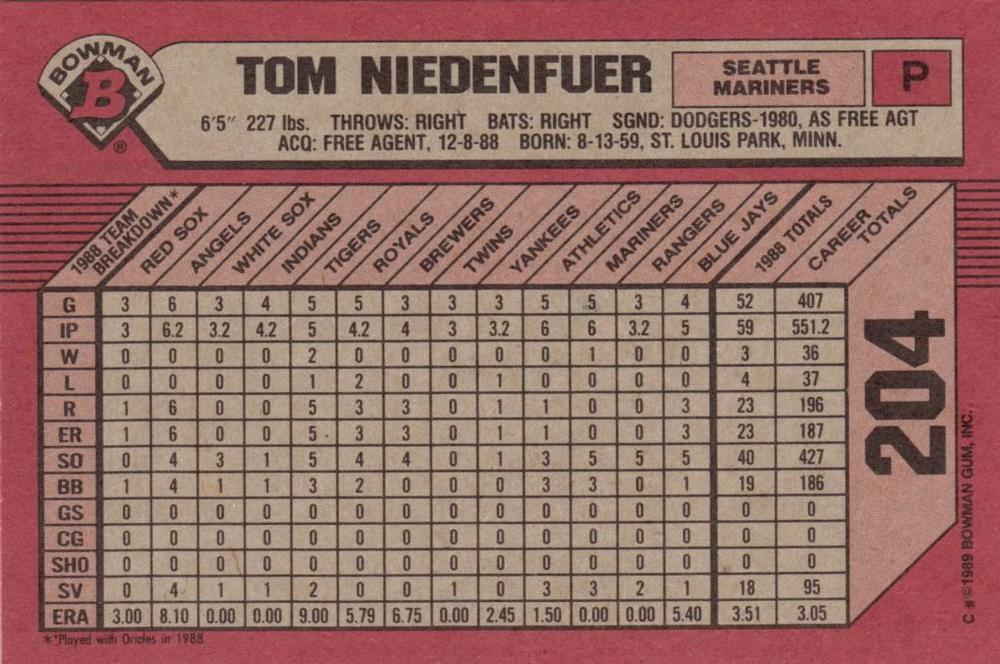 BOWMAN
B
®
TOM NIEDENFUER
SEATTLE
MARINERS
P
6'5" 227 lbs. THROWS: RIGHT BATS: RIGHT SGND: DODGERS-1980, AS FREE AGT
ACQ: FREE AGENT, 12-8-88 BORN: 8-13-59, ST. LOUIS PARK, MINN.
1988 TEAM
BREAKDOWN*
RED SOX
ANGELS
WHITE SOX
INDIANS
TIGERS
ROYALS
BREWERS
TWINS
YANKEES
ATHLETICS
MARINERS
RANGERS
BLUE JAYS
1988 TOTALS
CAREER
TOTALS
G 3 6 3 4 5 5 3 3 3 5 5 3 4 52 407
IP 3 6.2 3.2 4.2 5 4.2 4 3 3.2 6 6 3.2 5 59 551.2
W 0 0 0 0 2 0 0 0 0 0 1 0 0 3 36
L 0 0 0 0 1 2 0 0 1 0 0 0 0 4 37
R 1 6 0 0 5 3 3 0 1 1 0 0 3 23 196
ER 1 6 0 0 5 3 3 0 1 1 0 0 3 23 187
SO 0 4 3 1 5 4 4 0 1 3 5 5 5 40 427
BB 1 4 1 1 3 2 0 0 0 3 3 0 1 19 186
GS 0 0 0 0 0 0 0 0 0 0 0 0 0 0 0
CG 0 0 0 0 0 0 0 0 0 0 0 0 0 0 0
SHO 0 0 0 0 0 0 0 0 0 0 0 0 0 0 0
SV 0 4 1 1 2 0 0 1 0 3 3 2 1 18 95
ERA 3.00 8.10 0.00 0.00 9.00 5.79 6.75 0.00 2.45 1.50 0.00 0.00 5.40 3.51 3.05
*Played with Orioles in 1988
204
C *©1989 BOWMAN GUM, INC.